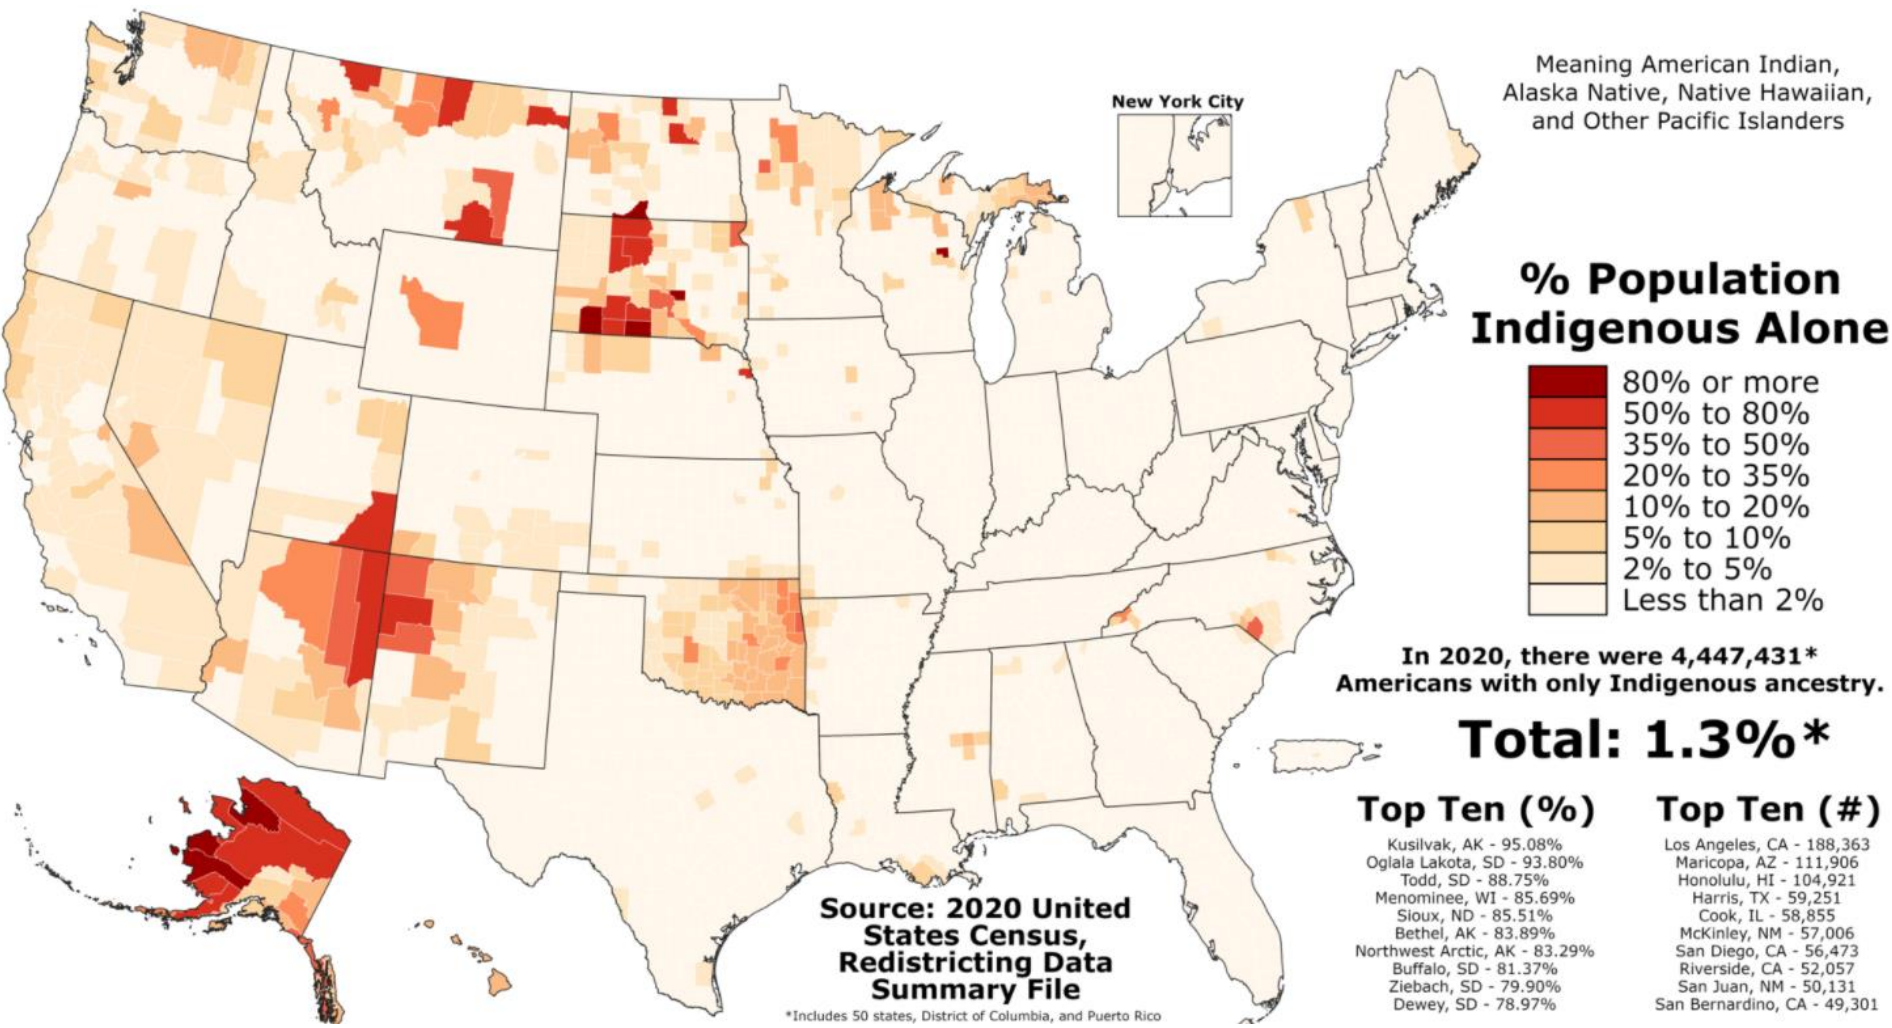 Meaning American Indian,
Alaska Native, Native Hawaiian,
and Other Pacific Islanders
New York City
% Population
Indigenous Alone
80% or more
50% to 80%
35% to 50%
20% to 35%
10% to 20%
5% to 10%
2% to 5%
Less than 2%
In 2020, there were 4,447,431*
Americans with only Indigenous ancestry.
Total: 1.3%*
Top Ten (%)
Kusilvak, AK - 95.08%
Oglala Lakota, SD - 93.80%
Todd, SD - 88.75%
Menominee, WI - 85.69%
Sioux, ND - 85.51%
Bethel, AK - 83.89%
Northwest Arctic, AK - 83.29%
Buffalo, SD - 81.37%
Ziebach, SD - 79.90%
Dewey, SD - 78.97%
Top Ten (#)
Los Angeles, CA - 188,363
Maricopa, AZ - 111,906
Honolulu, HI - 104,921
Harris, TX - 59,251
Cook, IL - 58,855
McKinley, NM - 57,006
San Diego, CA - 56,473
Riverside, CA - 52,057
San Juan, NM - 50,131
San Bernardino, CA - 49,301
Source: 2020 United
States Census,
Redistricting Data
Summary File
*Includes 50 states, District of Columbia, and Puerto Rico